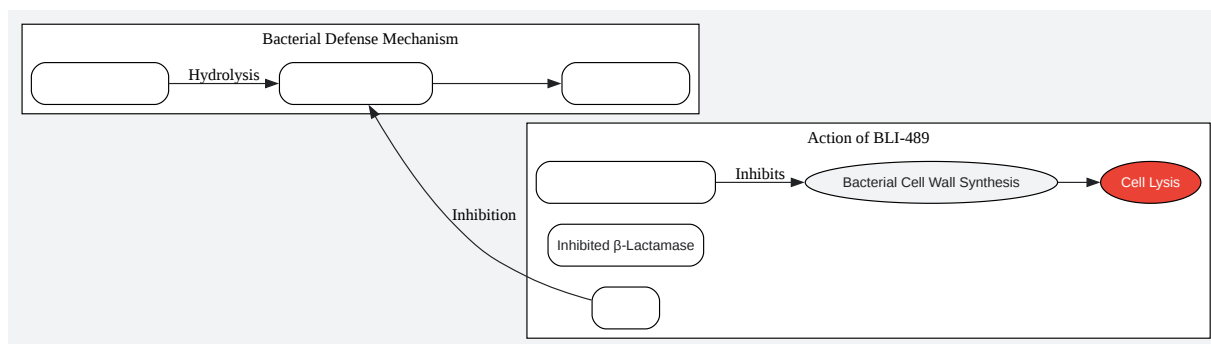 Bacterial Defense Mechanism
Hydrolysis
Action of BLI-489
Inhibits
Bacterial Cell Wall Synthesis
Cell Lysis
Inhibition
Inhibited β-Lactamase